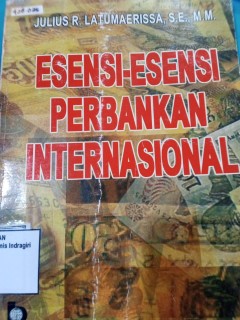 JULIUS R. LATUMAERISSA, S.E., M.M.
ESENSI-ESENSI
PERBANKAN
INTERNASIONAL
AN
nis Indragiri